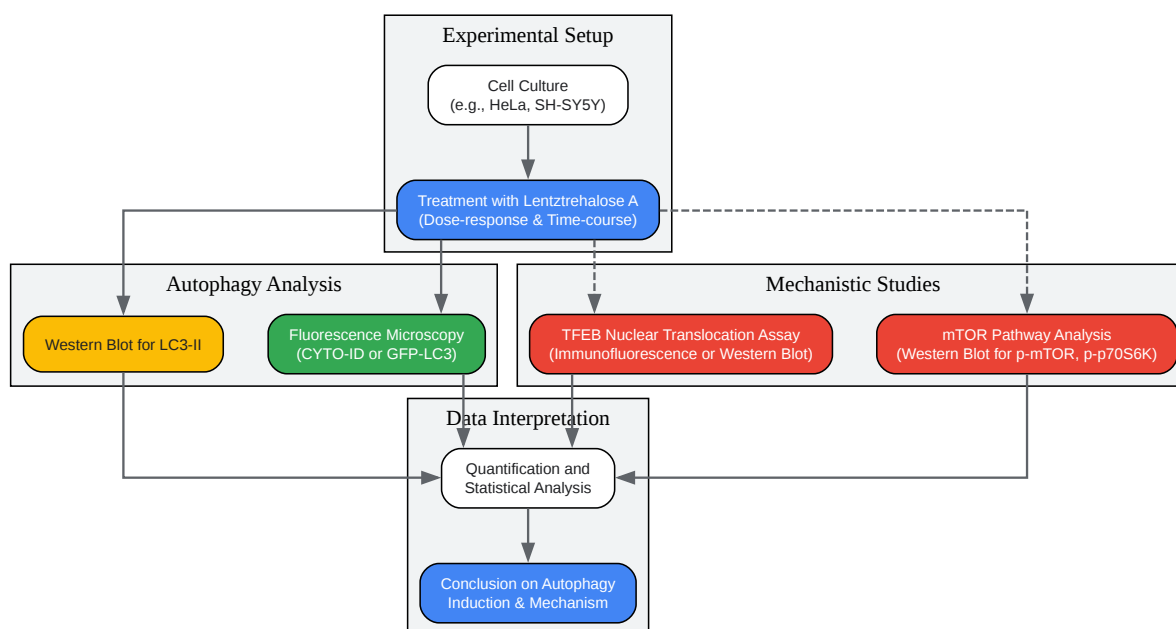 Experimental Setup
Cell Culture
(e.g., HeLa, SH-SY5Y)
Treatment with Lentztrehalose A
(Dose-response & Time-course)
Autophagy Analysis
Western Blot for LC3-II
Fluorescence Microscopy
(CYTO-ID or GFP-LC3)
Mechanistic Studies
TFEB Nuclear Translocation Assay
(Immunofluorescence or Western Blot)
mTOR Pathway Analysis
(Western Blot for p-mTOR, p-p70S6K)
Data Interpretation
Quantification and
Statistical Analysis
Conclusion on Autophagy
Induction & Mechanism